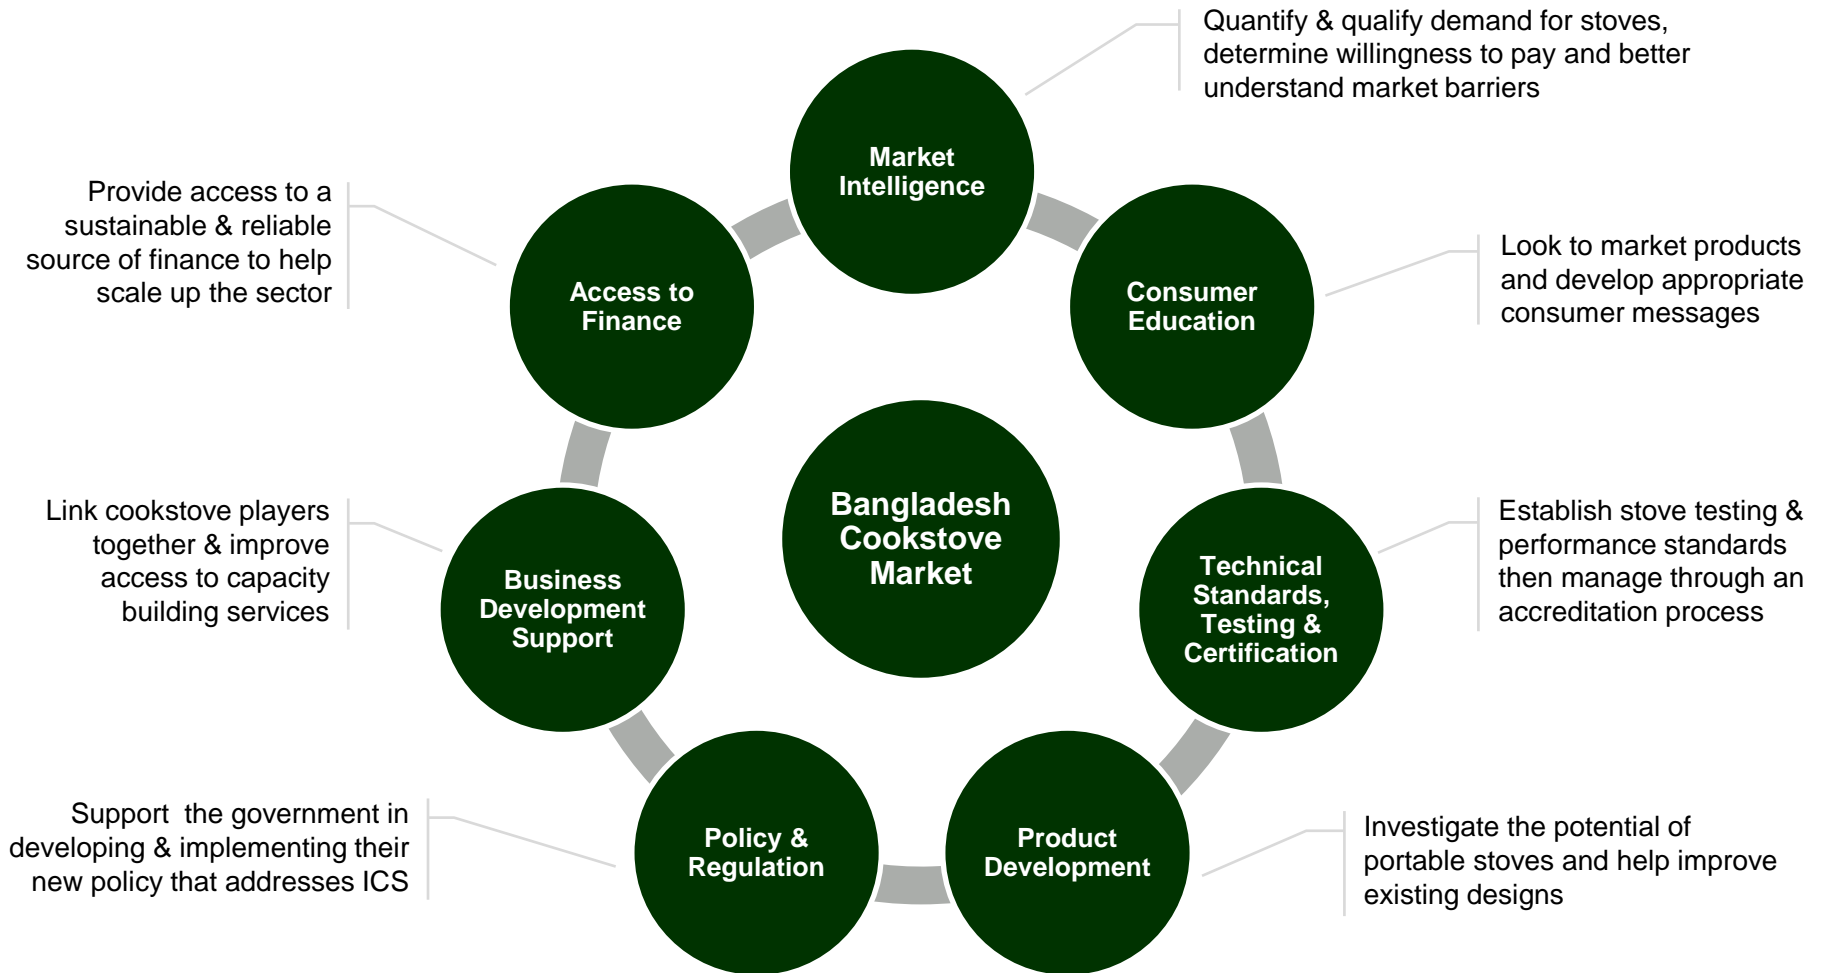 Quantify & qualify demand for stoves,
determine willingness to pay and better
understand market barriers
Market
Intelligence
Provide access to a
sustainable & reliable
source of finance to help
scale up the sector
Access to
Finance
Consumer
Education
Look to market products
and develop appropriate
consumer messages
Bangladesh
Cookstove
Market
Link cookstove players
together & improve
access to capacity
building services
Business
Development
Support
Technical
Standards,
Testing &
Certification
Establish stove testing &
performance standards
then manage through an
accreditation process
Support  the government in
developing & implementing their
new policy that addresses ICS
Policy &
Regulation
Product
Development
Investigate the potential of
portable stoves and help improve
existing designs